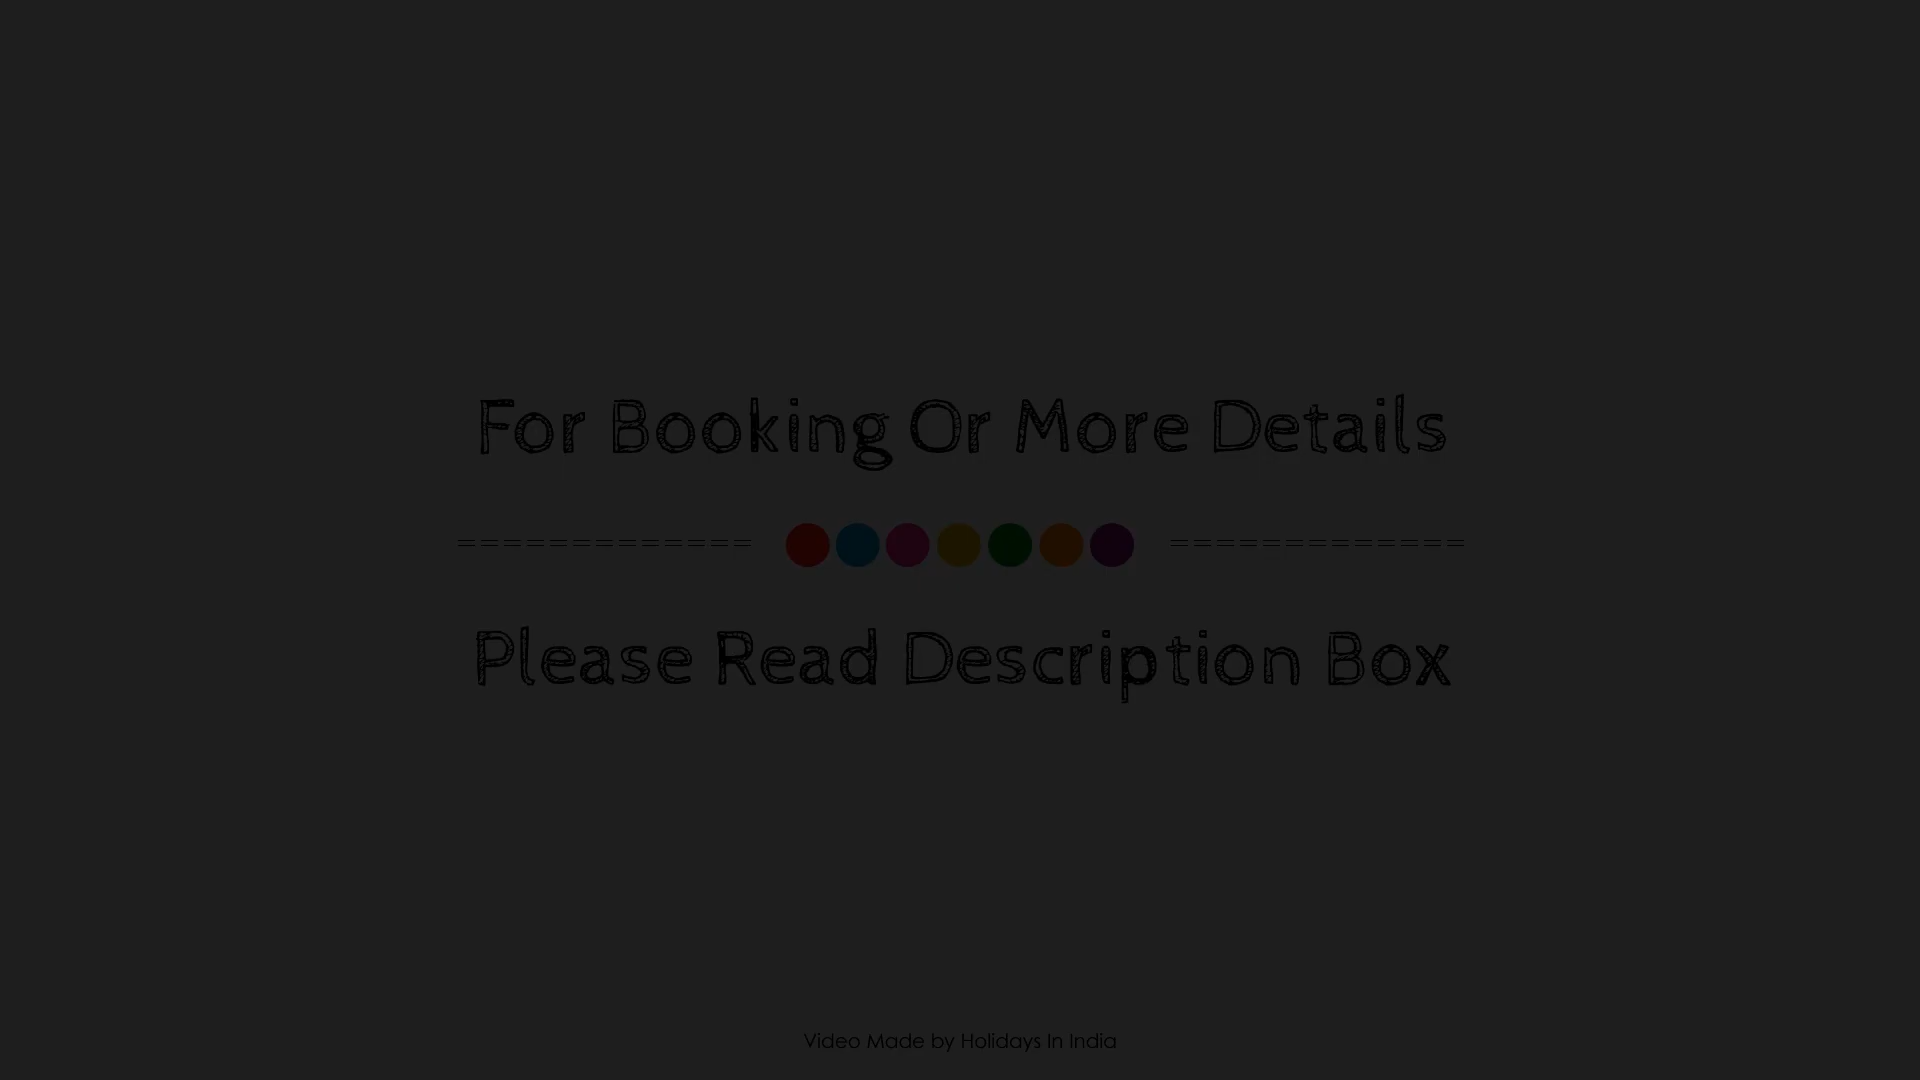 For Booking Or More Details
============= =============
Please Read Description Box
Video Made by Holidays In India